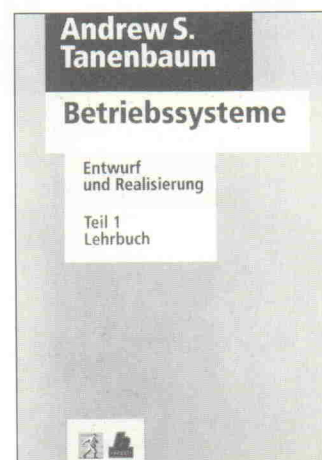 Andrew S.
Tanenbaum
Betriebssysteme
Entwurf
und Realisierung
Teil 1
Lehrbuch